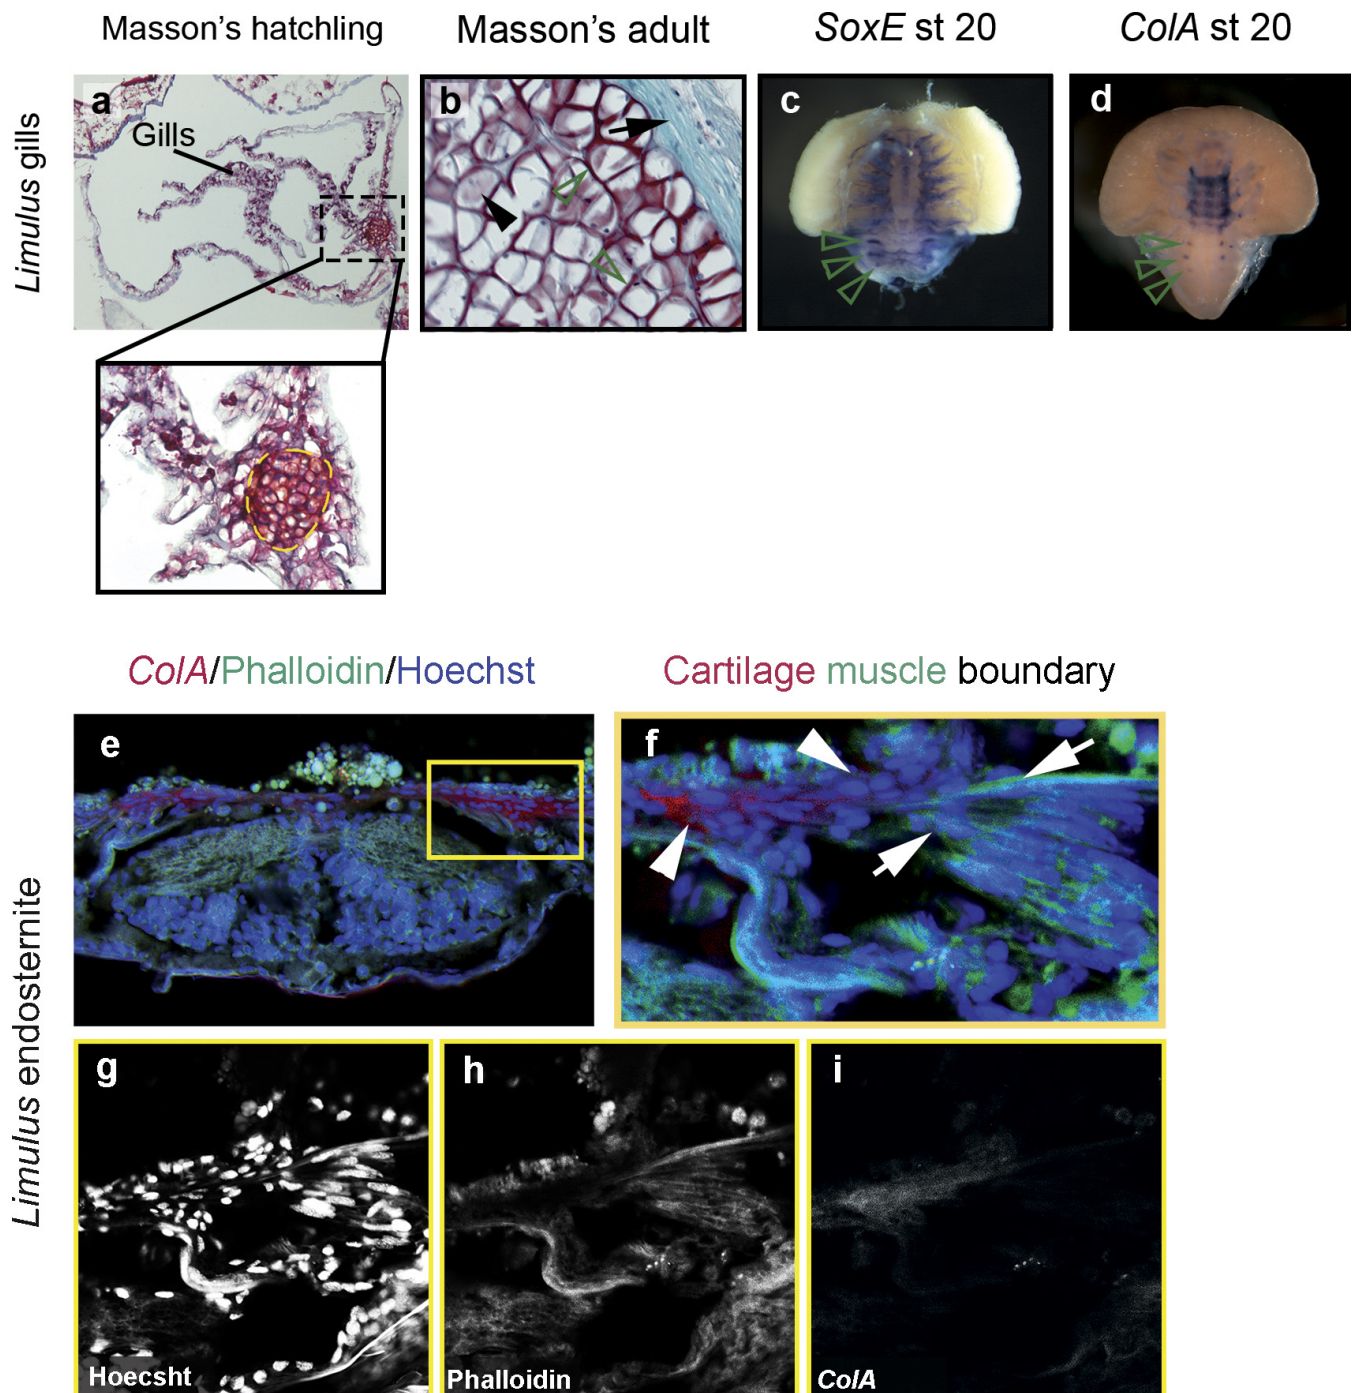 Masson's hatchling
Masson's adult
SoxE st 20
ColA st 20
Limulus gills
a
Gills
b
c
d
ColA/Phalloidin/Hoechst
Cartilage muscle boundary
Limulus endosternite
e
f
g
Hoecsht
h
Phalloidin
i
ColA